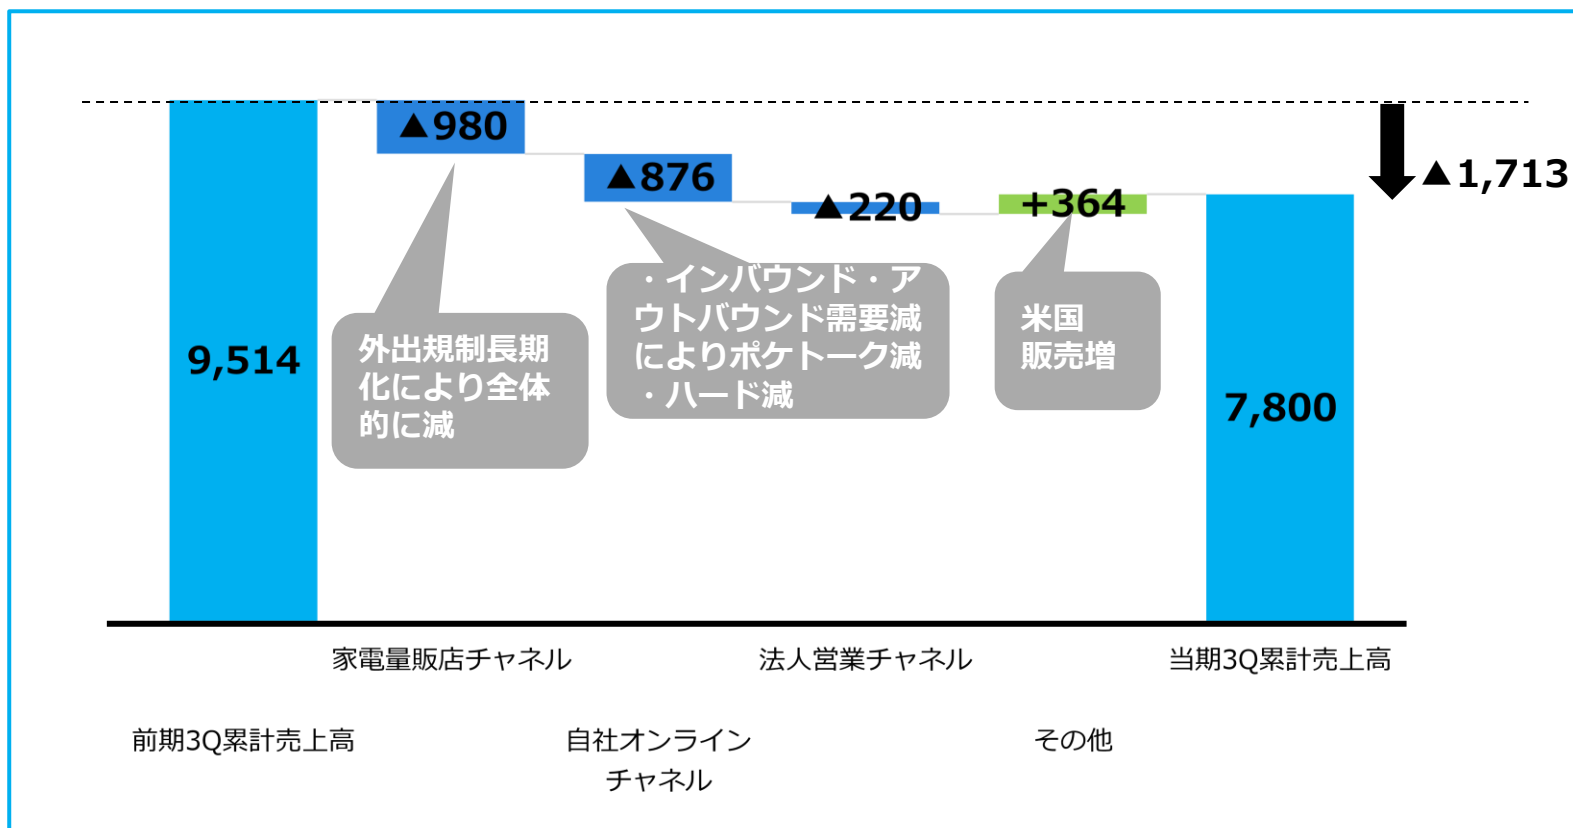 ▲980
▲876
▲220
+364
▲1,713
9,514
外出規制長期
化により全体
的に減
・インバウンド・ア
ウトバウンド需要減
によりポケトーク減
・ハード減
米国
販売増
7,800
家電量販店チャネル
法人営業チャネル
当期3Q累計売上高
前期3Q累計売上高
自社オンライン
チャネル
その他